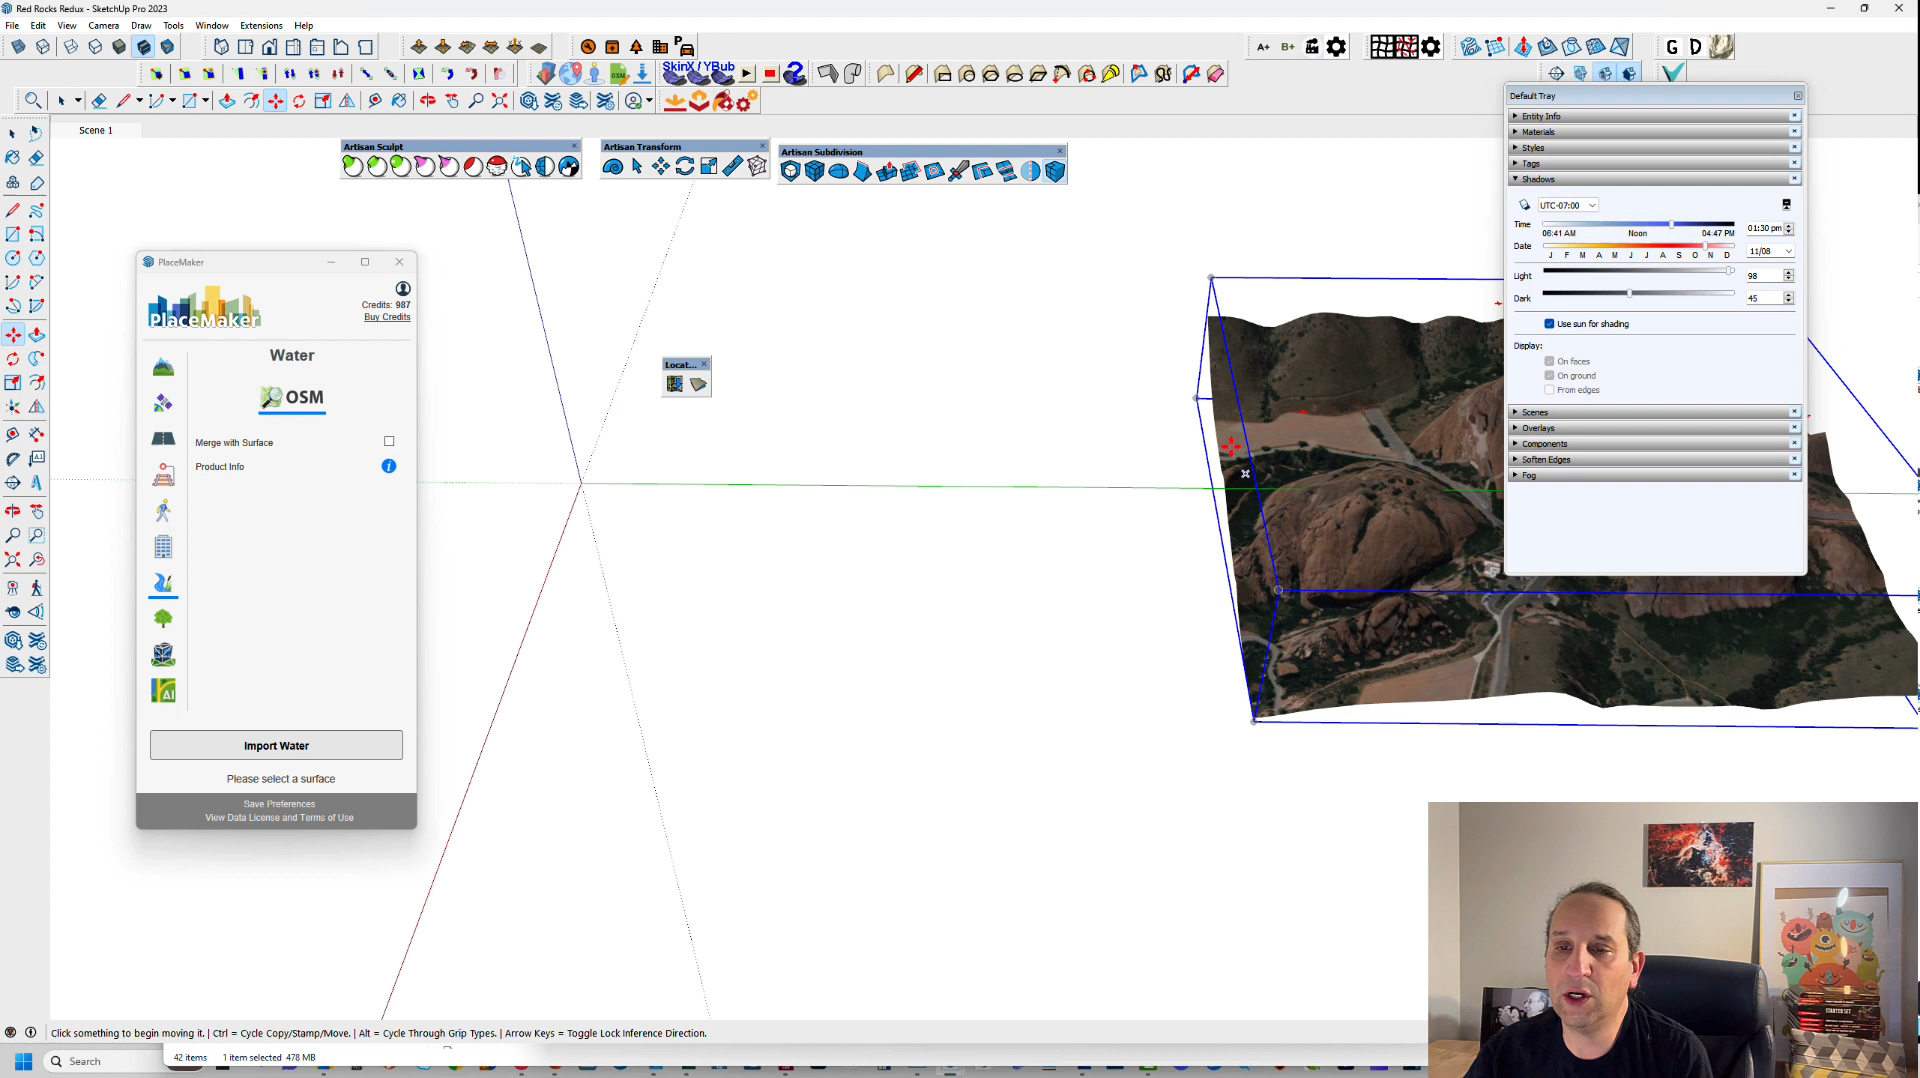 Red Rocks Redux - SketchUp Pro 2023
File Edit View Camera Draw Tools Window Extensions Help
SkinX / YBub
A+ B+
G D
Scene 1
Artisan Sculpt
Artisan Transform
Artisan Subdivision
Default Tray
Entity Info
Materials
Styles
Tags
Shadows
UTC-07:00
Time
01:30 pm
06:41 AM Noon 04:47 PM
Date
11/08
J F M A M J J A S O N D
Light
98
Dark
45
Use sun for shading
Display:
On faces
On ground
From edges
Scenes
Overlays
Components
Soften Edges
Fog
Locat...
PlaceMaker
PlaceMaker
Credits: 987
Buy Credits
Water
OSM
Merge with Surface
Product Info
AI
Import Water
Please select a surface
Save Preferences
View Data License and Terms of Use
Click something to begin moving it. | Ctrl = Cycle Copy/Stamp/Move. | Alt = Cycle Through Grip Types. | Arrow Keys = Toggle Lock Inference Direction.
Search
42 items 1 item selected 478 MB
STARTER SET